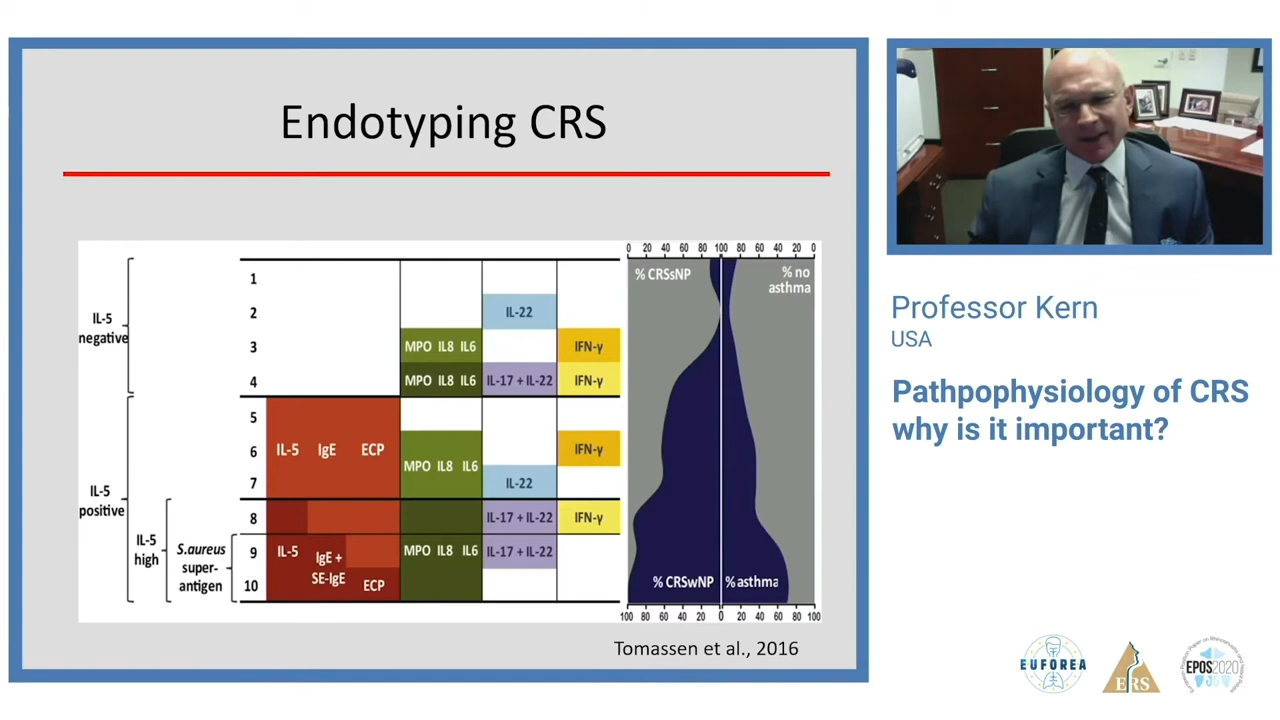 Endotyping CRS
0 20 40 60 80 100 80 60 40 20 0
% CRSsNP
% no
asthma
IL-5
negative
1
2 IL-22
3 MPO IL8 IL6 IFN-γ
4 MPO IL8 IL6 IL-17 + IL-22 IFN-γ
IL-5
positive
5
6 IL-5 IgE ECP IFN-γ
MPO IL8 IL6
7 IL-22
IL-5
high
S.aureus
super-
antigen
8 IL-17 + IL-22 IFN-γ
9 IL-5 IgE +
SE-IgE MPO IL8 IL6 IL-17 + IL-22
10 ECP
% CRSwNP % asthma
100 80 60 40 20 0 20 40 60 80 100
Tomassen et al., 2016
Professor Kern
USA
Pathpophysiology of CRS
why is it important?
EUFOREA
ERS
EPOS2020